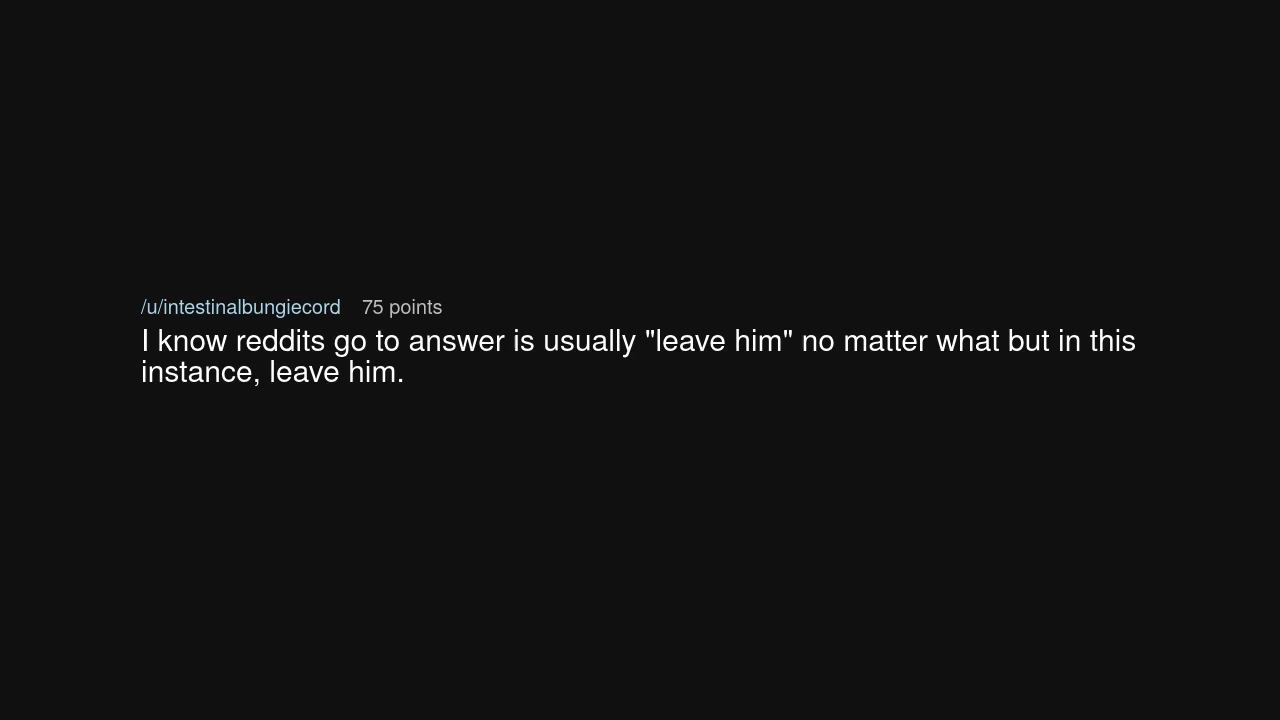 /u/intestinalbungiecord 75 points
I know reddits go to answer is usually "leave him" no matter what but in this
instance, leave him.